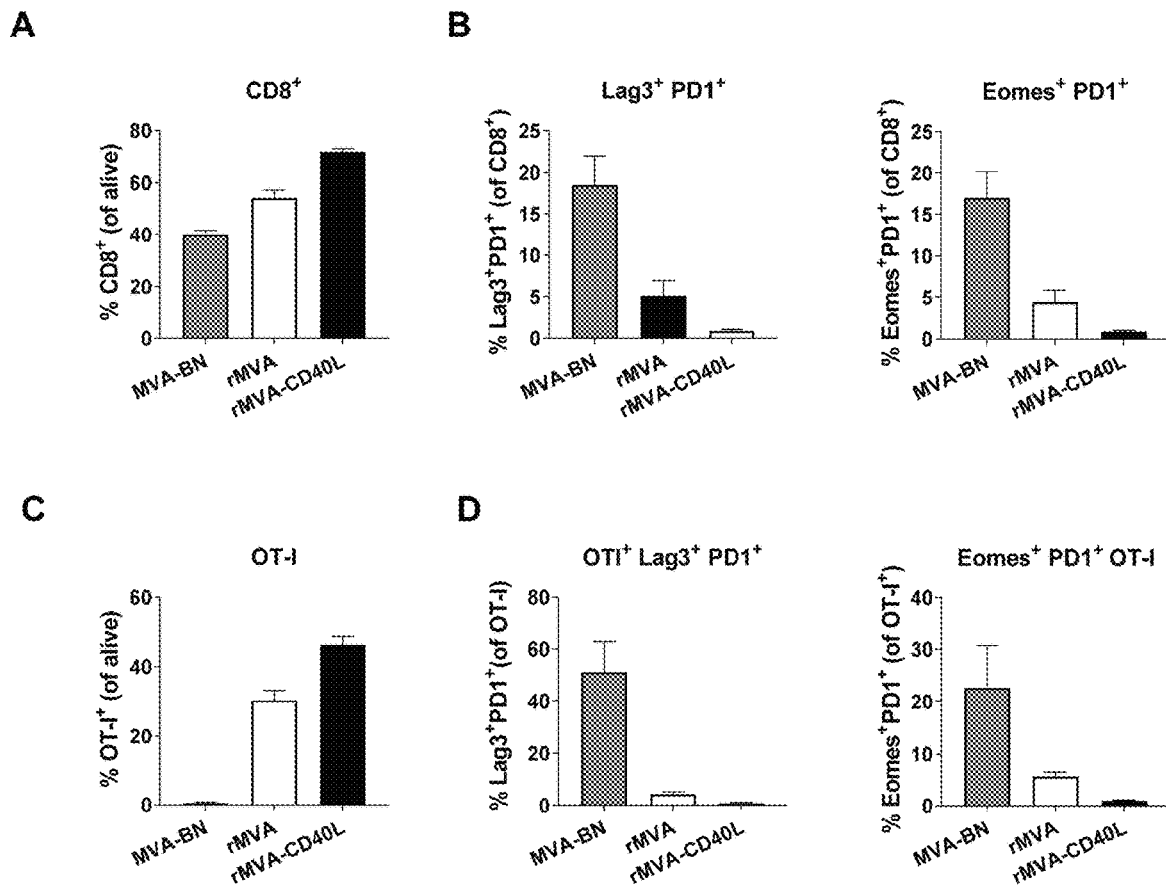 A
B
CD8+
% CD8+ (of alive)
80
60
40
20
0
MVA-BN
rMVA
rMVA-CD40L
Lag3+ PD1+
% Lag3+PD1+ (of CD8+)
25
20
15
10
5
0
MVA-BN
rMVA
rMVA-CD40L
Eomes+ PD1+
% Eomes+PD1+ (of CD8+)
25
20
15
10
5
0
MVA-BN
rMVA
rMVA-CD40L
C
D
OT-I
% OT-I+ (of alive)
60
40
20
0
MVA-BN
rMVA
rMVA-CD40L
OTI+ Lag3+ PD1+
% Lag3+PD1+(of OT-I)
80
60
40
20
0
MVA-BN
rMVA
rMVA-CD40L
Eomes+ PD1+ OT-I
% Eomes+PD1+ (of OT-I+)
40
30
20
10
0
MVA-BN
rMVA
rMVA-CD40L